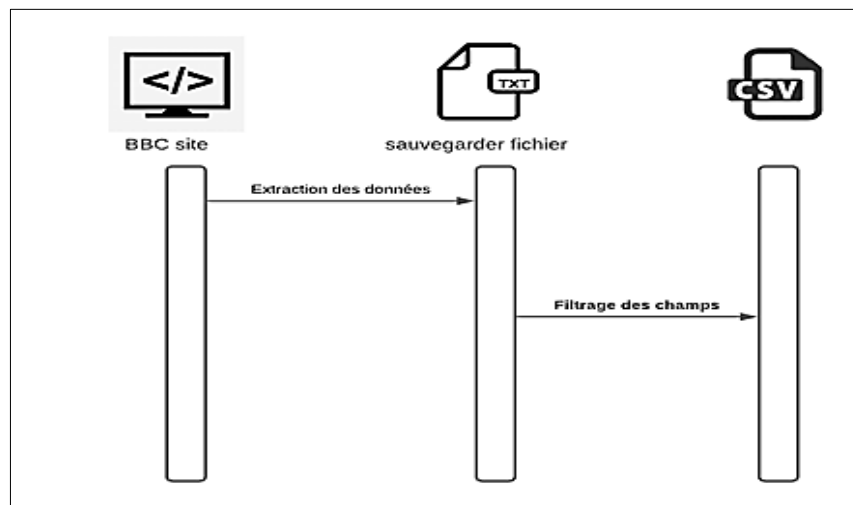 </>
TXT
CSV
BBC site
sauvegarder fichier
Extraction des données
Filtrage des champs